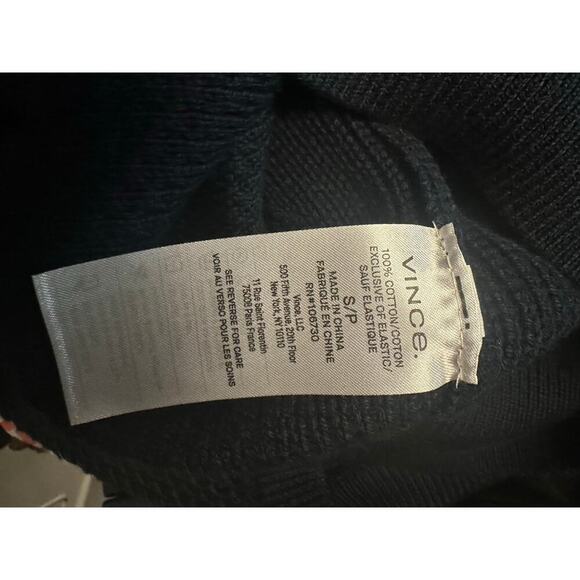 VINCE.
100% COTTON/COTON
EXCLUSIVE OF ELASTIC/
SAUF ELASTIQUE
S/P
MADE IN CHINA
FABRIQUE EN CHINE
RN#106730
Vince, LLC
500 Fifth Avenue, 20th Floor
New York, NY 10110
11 Rue Saint Florentin
75008 Paris France
SEE REVERSE FOR CARE
VOIR AU VERSO POUR LES SOINS